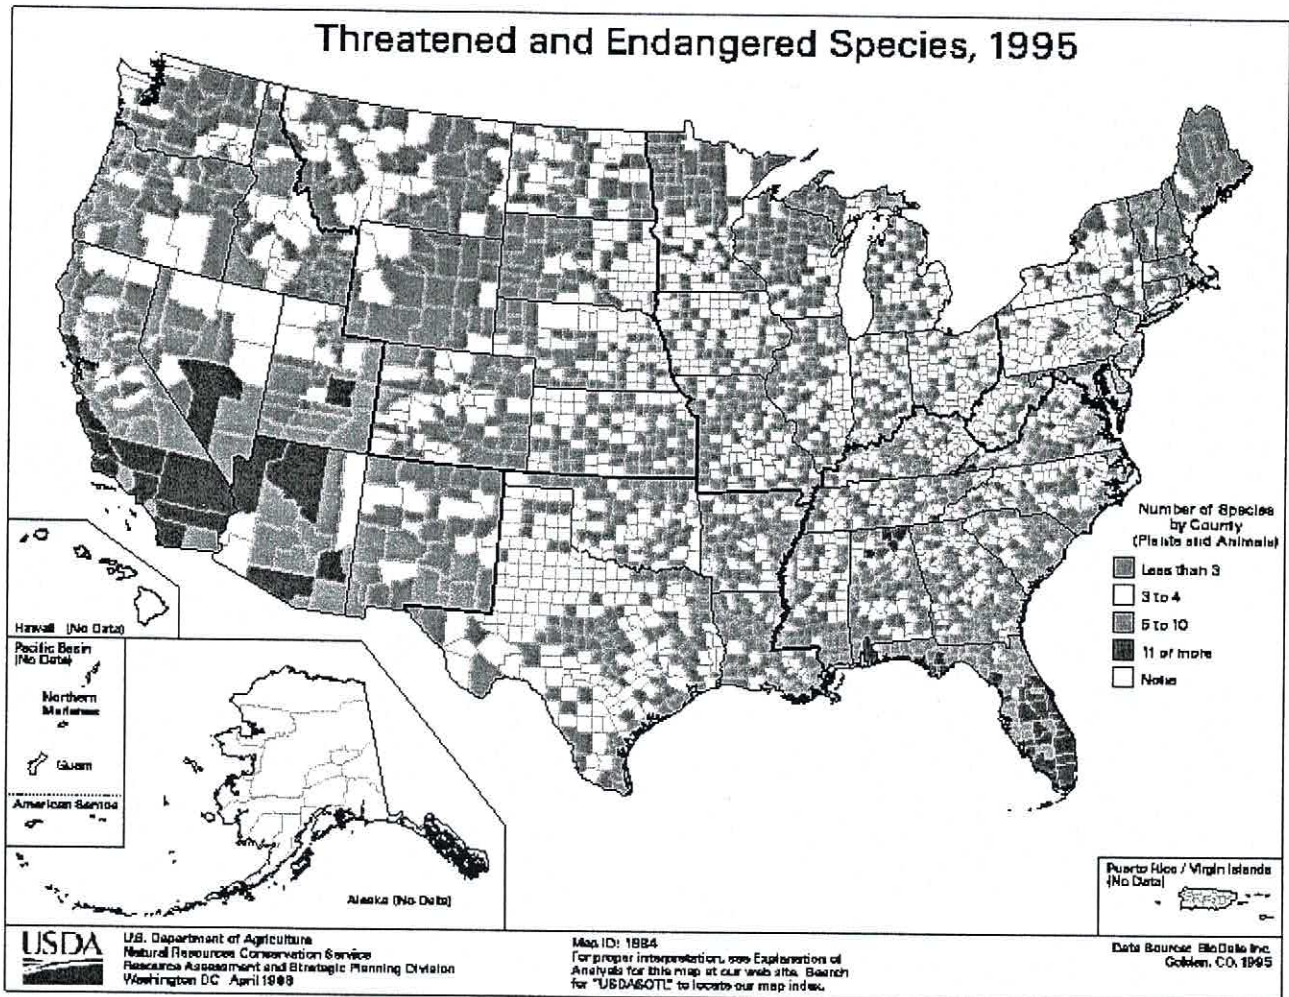 Threatened and Endangered Species, 1995
Number of Species
by County
(Plants and Animals)
Less than 3
3 to 4
5 to 10
11 or more
None
Hawaii (No Data)
Pacific Basin
(No Data)
Northern
Marianas
Guam
American Samoa
Alaska (No Data)
Puerto Rico / Virgin Islands
(No Data)
USDA
U.S. Department of Agriculture
Natural Resources Conservation Service
Resource Assessment and Strategic Planning Division
Washington DC April 1998
Map ID: 1884
For proper interpretation, see Explanation of
Analysis for this map at our web site. Search
for "USDASOTL" to locate our map index.
Data Source: BioData Inc.
Golden, CO, 1995